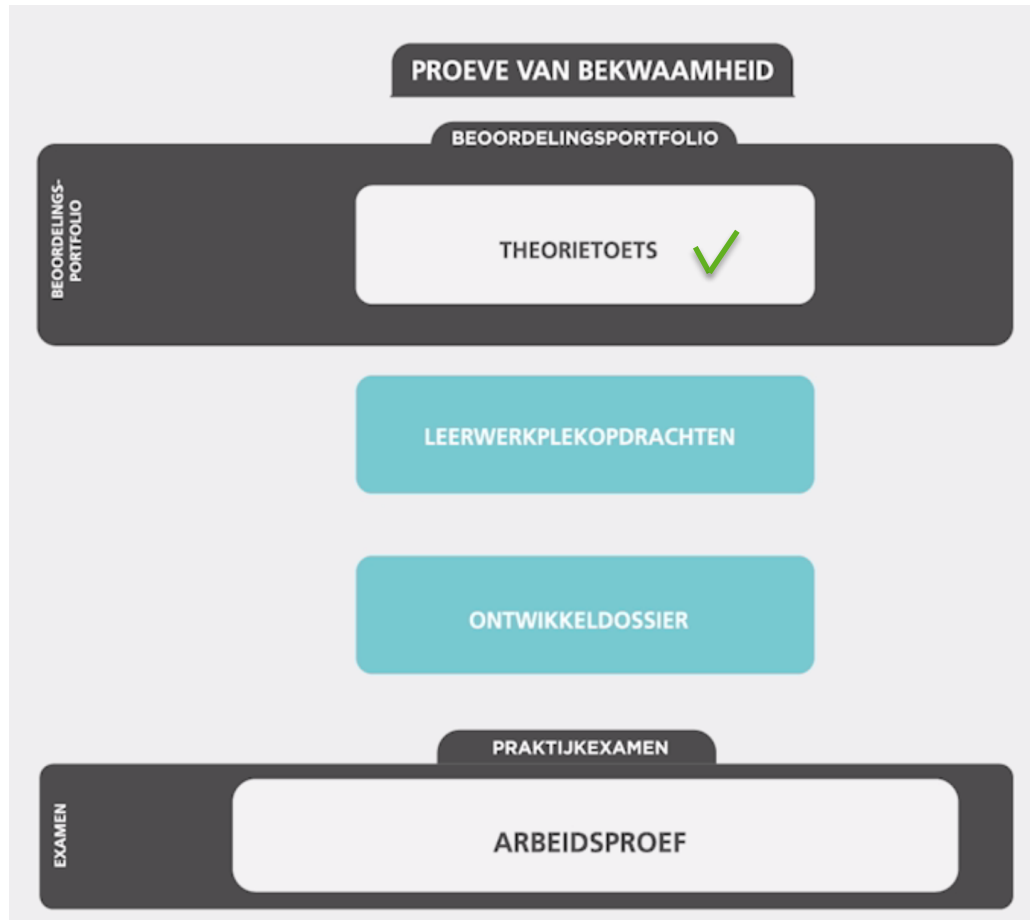 PROEVE VAN BEKWAAMHEID
BEOORDELINGSPORTFOLIO
BEOORDELINGS-
PORTFOLIO
THEORIETOETS
LEERWERKPLEKOPDRACHTEN
ONTWIKKELDOSSIER
PRAKTIJKEXAMEN
EXAMEN
ARBEIDSPROEF